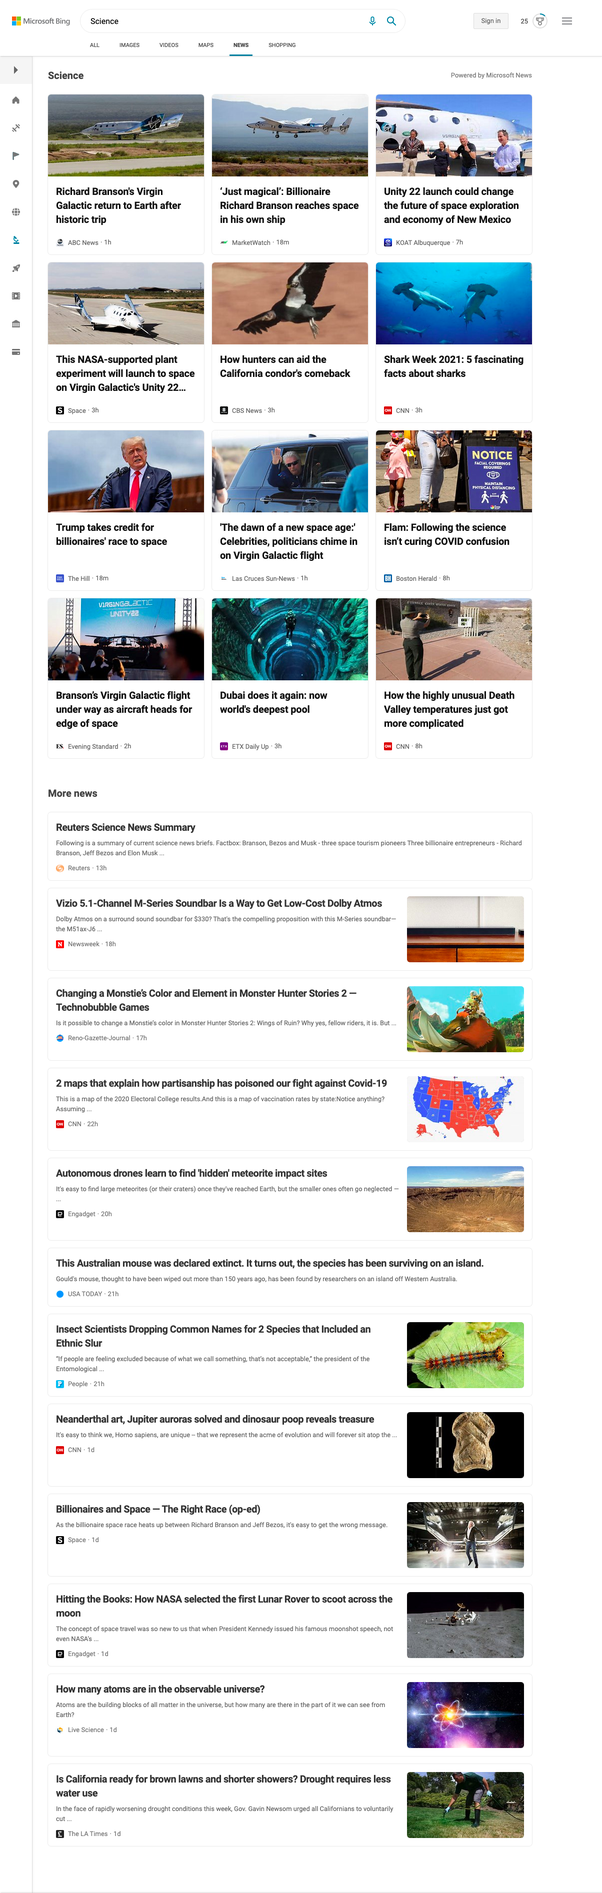 Microsoft Bing
Science
Sign in
25
ALL
IMAGES
VIDEOS
MAPS
NEWS
SHOPPING
Science
Powered by Microsoft News
Richard Branson's Virgin
Galactic return to Earth after
historic trip
ABC News · 1h
'Just magical': Billionaire
Richard Branson reaches space
in his own ship
MarketWatch · 18m
Unity 22 launch could change
the future of space exploration
and economy of New Mexico
KOAT Albuquerque · 7h
This NASA-supported plant
experiment will launch to space
on Virgin Galactic's Unity 22...
Space · 3h
How hunters can aid the
California condor's comeback
CBS News · 3h
Shark Week 2021: 5 fascinating
facts about sharks
CNN · 3h
NOTICE
FACIAL COVERINGS
REQUIRED
MAINTAIN
PHYSICAL DISTANCING
Trump takes credit for
billionaires' race to space
The Hill · 18m
'The dawn of a new space age:'
Celebrities, politicians chime in
on Virgin Galactic flight
Las Cruces Sun-News · 1h
Flam: Following the science
isn't curing COVID confusion
Boston Herald · 8h
VIRGIN GALACTIC
UNITY22
Branson's Virgin Galactic flight
under way as aircraft heads for
edge of space
Evening Standard · 2h
Dubai does it again: now
world's deepest pool
ETX Daily Up · 3h
How the highly unusual Death
Valley temperatures just got
more complicated
CNN · 8h
More news
Reuters Science News Summary
Following is a summary of current science news briefs. Factbox: Branson, Bezos and Musk - three space tourism pioneers Three billionaire entrepreneurs - Richard
Branson, Jeff Bezos and Elon Musk ...
Reuters · 13h
Vizio 5.1-Channel M-Series Soundbar Is a Way to Get Low-Cost Dolby Atmos
Dolby Atmos on a surround sound soundbar for $330? That's the compelling proposition with this M-Series soundbar—
the M51ax-J6 ...
Newsweek · 18h
Changing a Monstie's Color and Element in Monster Hunter Stories 2 —
Technobubble Games
Is it possible to change a Monstie's color in Monster Hunter Stories 2: Wings of Ruin? Why yes, fellow riders, it is. But ...
Reno-Gazette-Journal · 17h
2 maps that explain how partisanship has poisoned our fight against Covid-19
This is a map of the 2020 Electoral College results.And this is a map of vaccination rates by state:Notice anything?
Assuming ...
CNN · 22h
Autonomous drones learn to find 'hidden' meteorite impact sites
It's easy to find large meteorites (or their craters) once they've reached Earth, but the smaller ones often go neglected —
...
Engadget · 20h
This Australian mouse was declared extinct. It turns out, the species has been surviving on an island.
Gould's mouse, thought to have been wiped out more than 150 years ago, has been found by researchers on an island off Western Australia.
USA TODAY · 21h
Insect Scientists Dropping Common Names for 2 Species that Included an
Ethnic Slur
"If people are feeling excluded because of what we call something, that's not acceptable," the president of the
Entomological ...
People · 21h
Neanderthal art, Jupiter auroras solved and dinosaur poop reveals treasure
It's easy to think we, Homo sapiens, are unique – that we represent the acme of evolution and will forever sit atop the ...
CNN · 1d
Billionaires and Space — The Right Race (op-ed)
As the billionaire space race heats up between Richard Branson and Jeff Bezos, it's easy to get the wrong message.
Space · 1d
Hitting the Books: How NASA selected the first Lunar Rover to scoot across the
moon
The concept of space travel was so new to us that when President Kennedy issued his famous moonshot speech, not
even NASA's ...
Engadget · 1d
How many atoms are in the observable universe?
Atoms are the building blocks of all matter in the universe, but how many are there in the part of it we can see from
Earth?
Live Science · 1d
Is California ready for brown lawns and shorter showers? Drought requires less
water use
In the face of rapidly worsening drought conditions this week, Gov. Gavin Newsom urged all Californians to voluntarily
cut ...
The LA Times · 1d